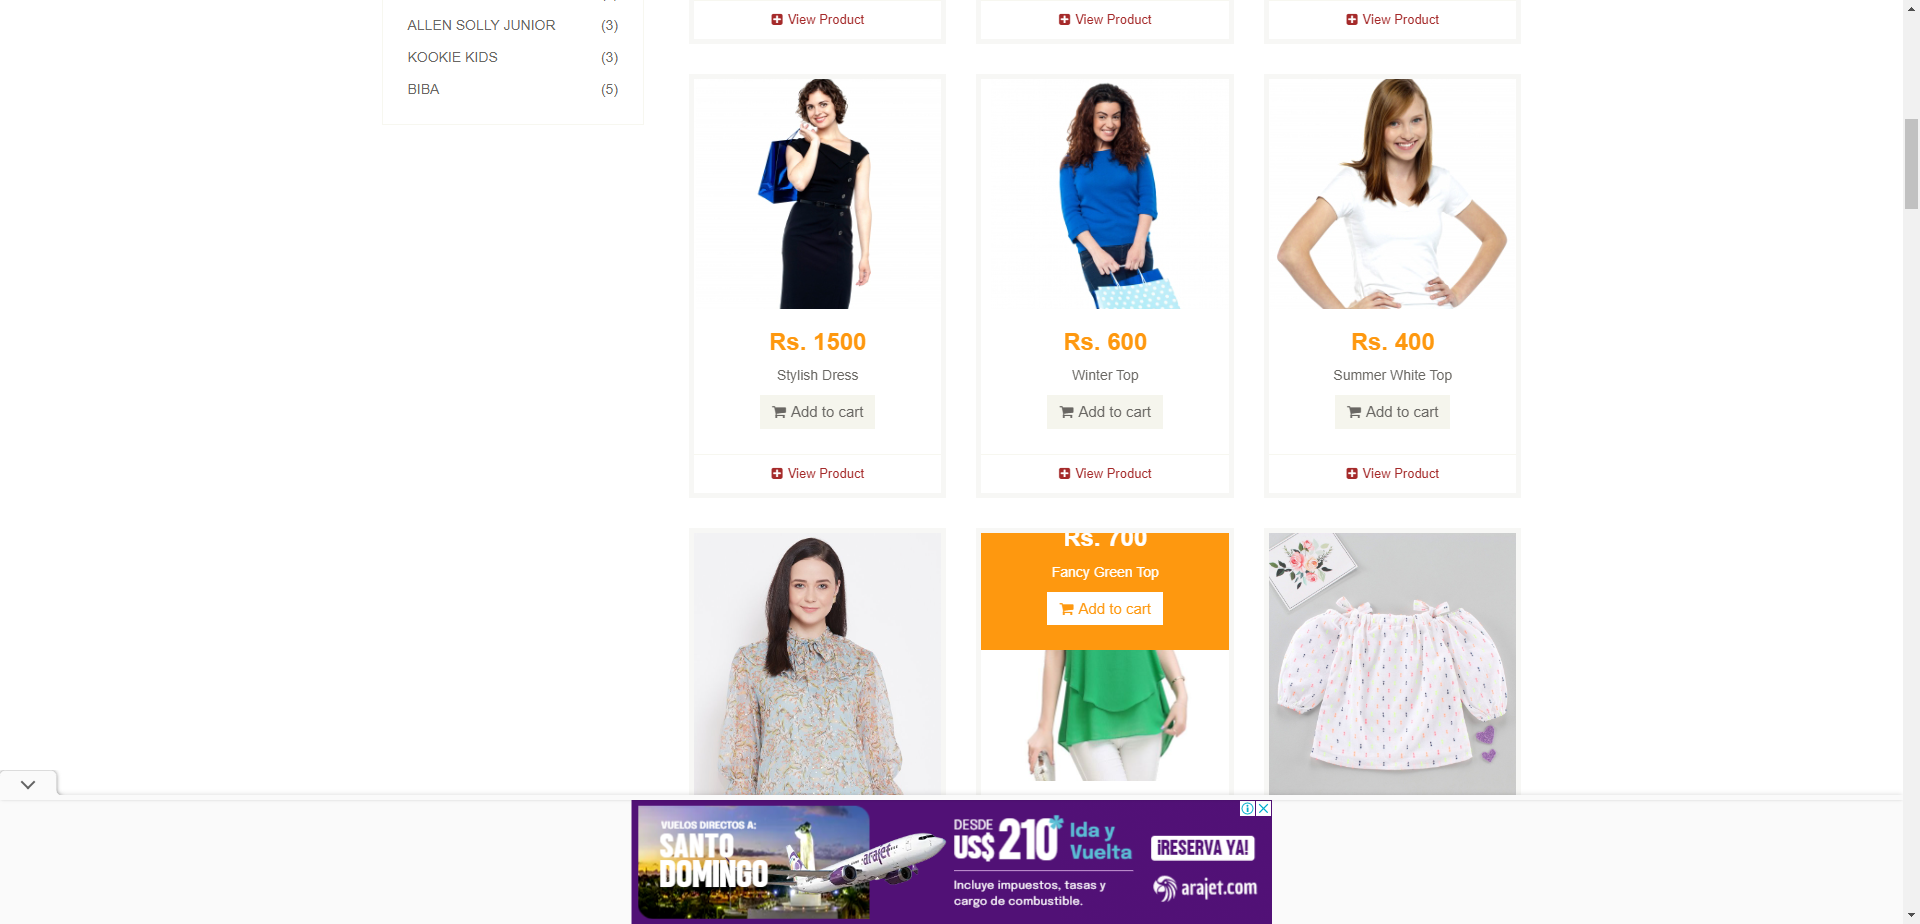 ALLEN SOLLY JUNIOR (3)
KOOKIE KIDS (3)
BIBA (5)
View Product
View Product
View Product
Rs. 1500
Stylish Dress
Add to cart
View Product
Rs. 600
Winter Top
Add to cart
View Product
Rs. 400
Summer White Top
Add to cart
View Product
Rs. 700
Fancy Green Top
Add to cart
VUELOS DIRECTOS A:
SANTO
DOMINGO
arajet
DESDE
US$ 210*
Ida y
Vuelta
Incluye impuestos, tasas y
cargo de combustible.
¡RESERVA YA!
arajet.com